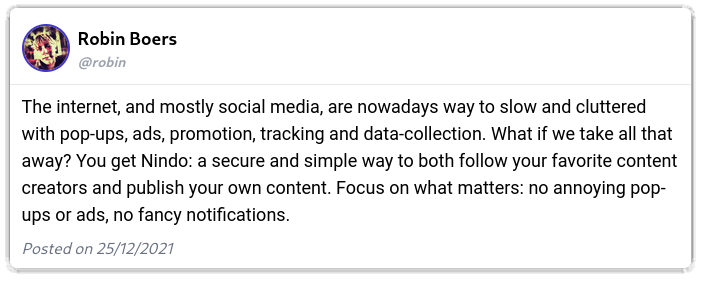 Robin Boers
@robin
The internet, and mostly social media, are nowadays way to slow and cluttered
with pop-ups, ads, promotion, tracking and data-collection. What if we take all that
away? You get Nindo: a secure and simple way to both follow your favorite content
creators and publish your own content. Focus on what matters: no annoying pop-
ups or ads, no fancy notifications.
Posted on 25/12/2021